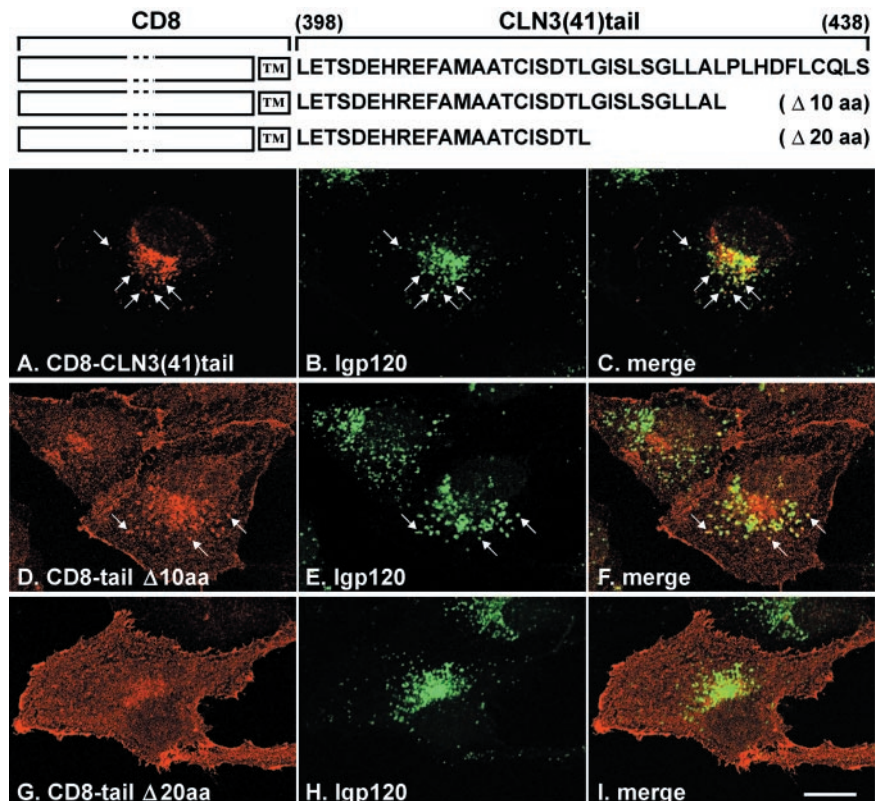 CD8 (398) CLN3(41)tail (438)
TM LETSDEHREFAMAATCISDTLGISLSGLLALPLHDFLCQLS
TM LETSDEHREFAMAATCISDTLGISLSGLLAL (Δ 10 aa)
TM LETSDEHREFAMAATCISDTL (Δ 20 aa)
A. CD8-CLN3(41)tail B. lgp120 C. merge
D. CD8-tail Δ10aa E. lgp120 F. merge
G. CD8-tail Δ20aa H. lgp120 I. merge